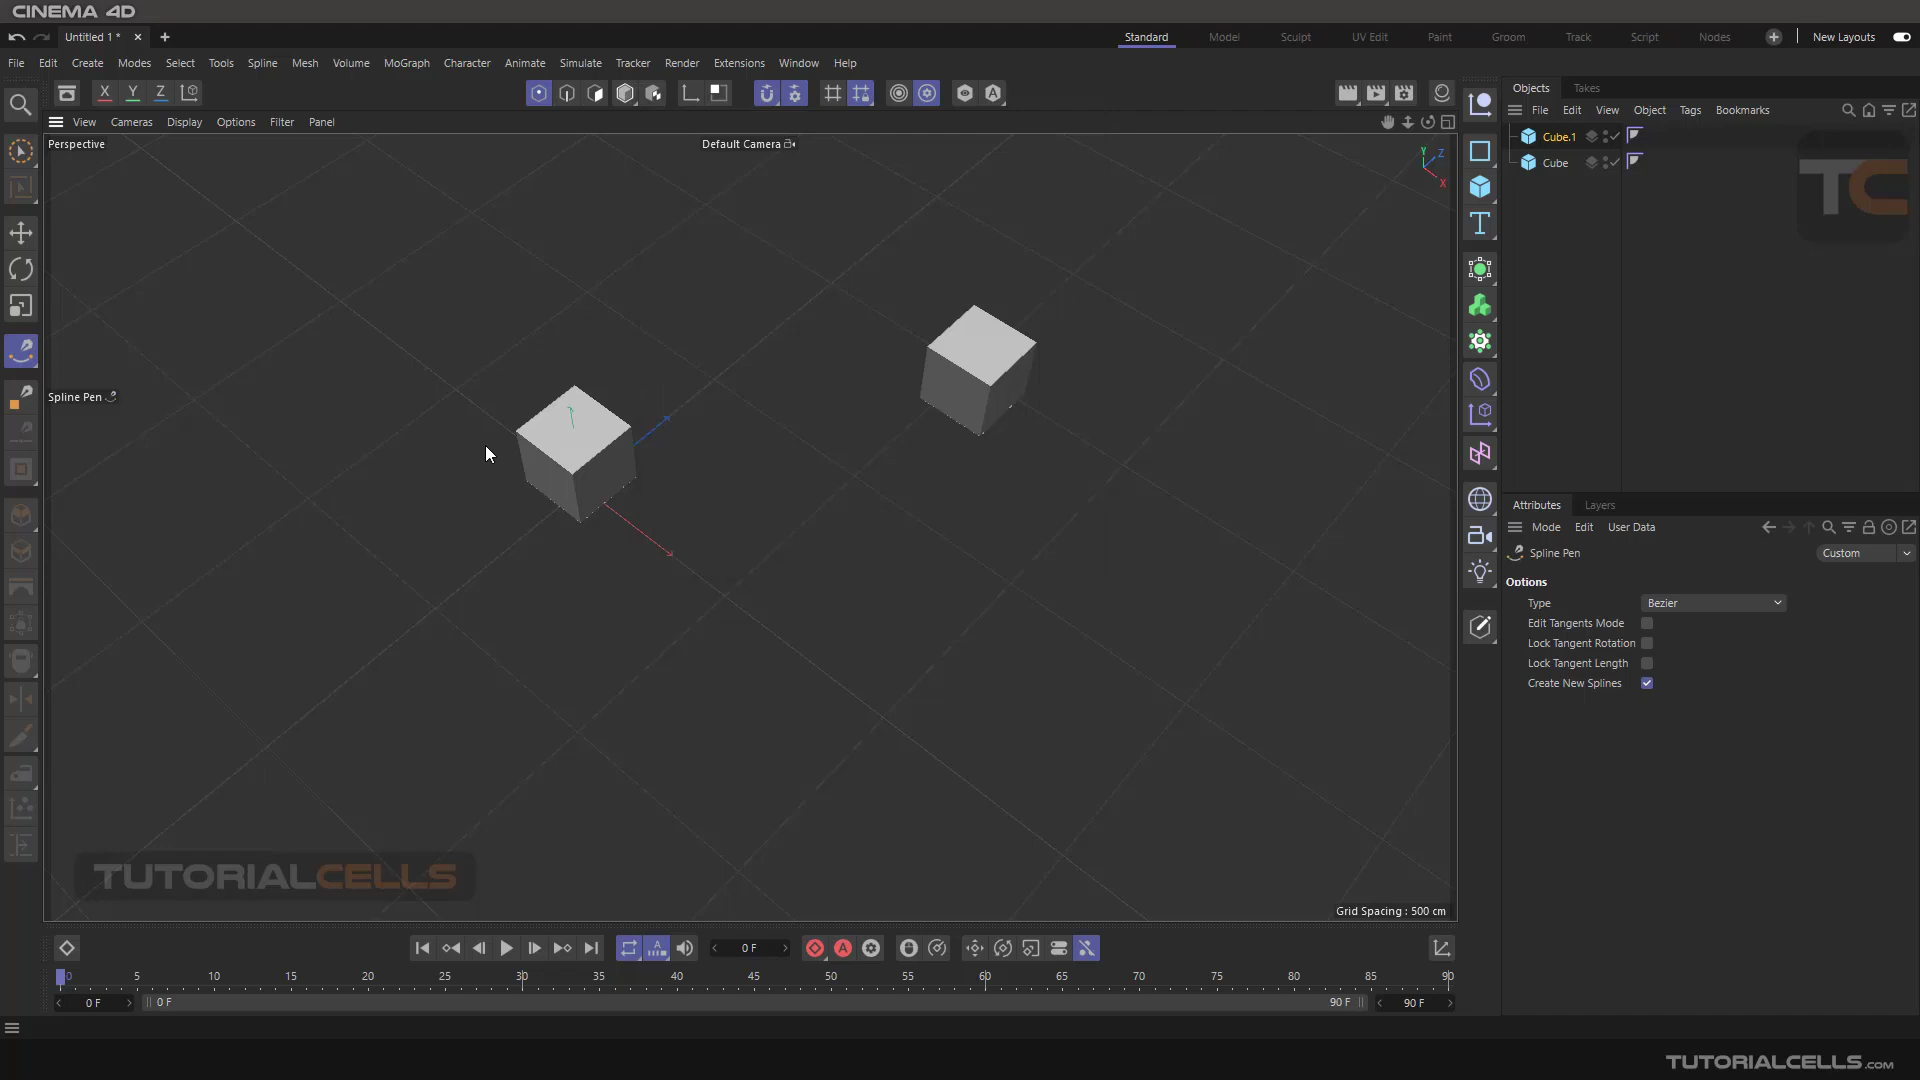 CINEMA 4D
Untitled 1 *
Standard Model Sculpt UV Edit Paint Groom Track Script Nodes New Layouts
File Edit Create Modes Select Tools Spline Mesh Volume MoGraph Character Animate Simulate Tracker Render Extensions Window Help
X Y Z
A
Objects Takes
File Edit View Object Tags Bookmarks
View Cameras Display Options Filter Panel
Perspective
Default Camera
Y Z X
Cube.1
Cube
TC
T
Spline Pen
Attributes Layers
Mode Edit User Data
Spline Pen
Custom
Options
Type Bezier
Edit Tangents Mode
Lock Tangent Rotation
Lock Tangent Length
Create New Splines
TUTORIALCELLS
Grid Spacing : 500 cm
A 0 F A
0 5 10 15 20 25 30 35 40 45 50 55 60 65 70 75 80 85 90
0 F 0 F 90 F 90 F
TUTORIALCELLS.COM